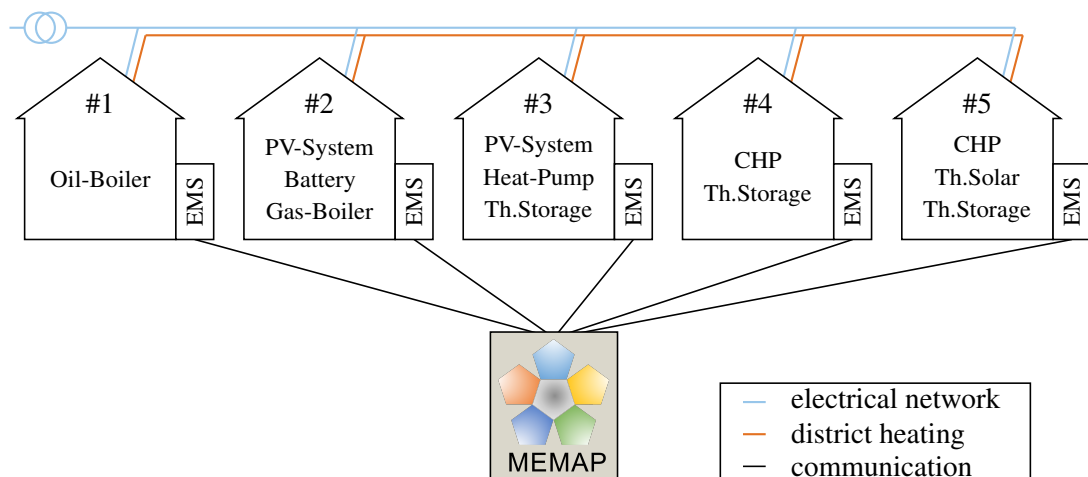 #1
Oil-Boiler
EMS
#2
PV-System
Battery
Gas-Boiler
EMS
#3
PV-System
Heat-Pump
Th.Storage
EMS
#4
CHP
Th.Storage
EMS
#5
CHP
Th.Solar
Th.Storage
EMS
MEMAP
electrical network
district heating
communication